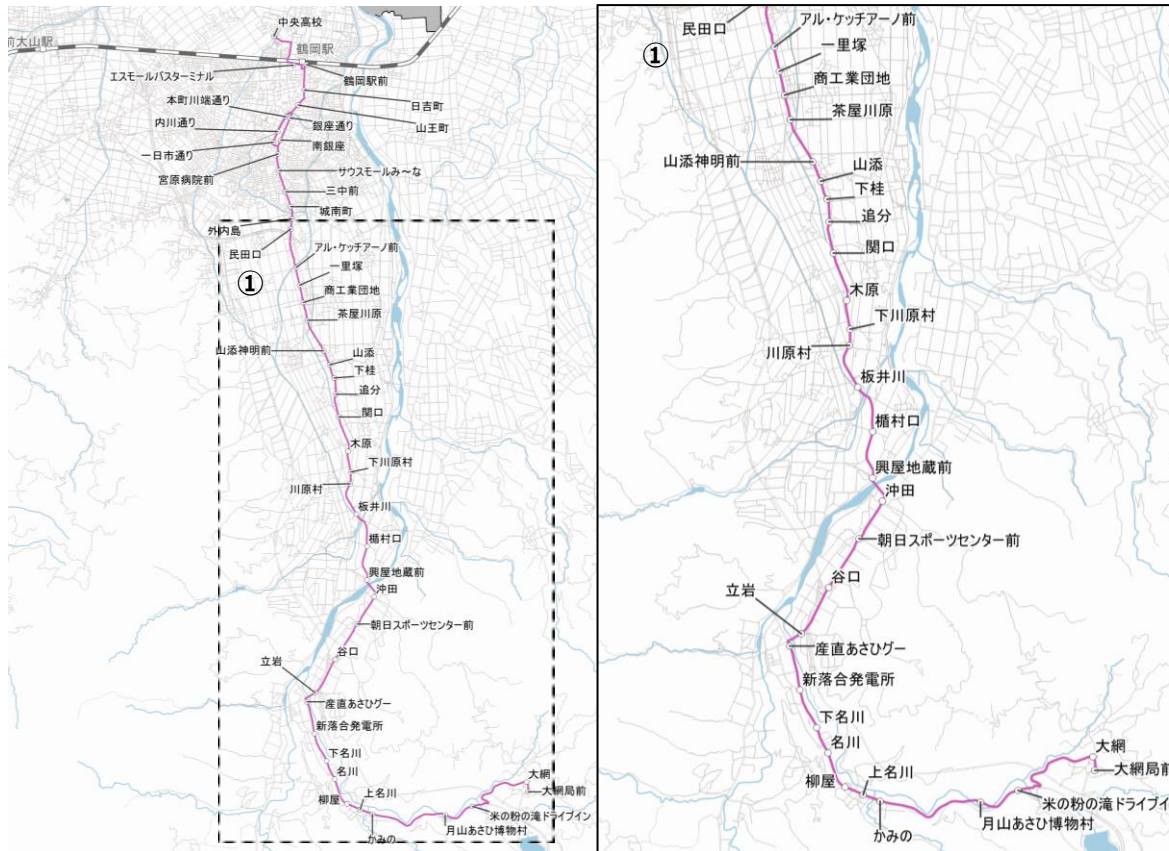 中央高校
前大山駅
鶴岡駅
エスモールバスターミナル
鶴岡駅前
日吉町
本町川端通り
山王町
内川通り
銀座通り
一日市通り
南銀座
宮原病院前
サウスモールみ~な
三中前
城南町
外内島
民田口
アル・ケッチアーノ前
①
一里塚
商工業団地
茶屋川原
山添神明前
山添
下桂
追分
関口
木原
下川原村
川原村
板井川
楯村口
興屋地蔵前
沖田
朝日スポーツセンター前
谷口
立岩
産直あさひグー
新落合発電所
下名川
名川
柳屋
上名川
かみの
大網
大網局前
米の粉の滝ドライブイン
月山あさひ博物村
民田口
アル・ケッチアーノ前
①
一里塚
商工業団地
茶屋川原
山添神明前
山添
下桂
追分
関口
木原
下川原村
川原村
板井川
楯村口
興屋地蔵前
沖田
朝日スポーツセンター前
谷口
立岩
産直あさひグー
新落合発電所
下名川
名川
柳屋
上名川
かみの
大網
大網局前
米の粉の滝ドライブイン
月山あさひ博物村